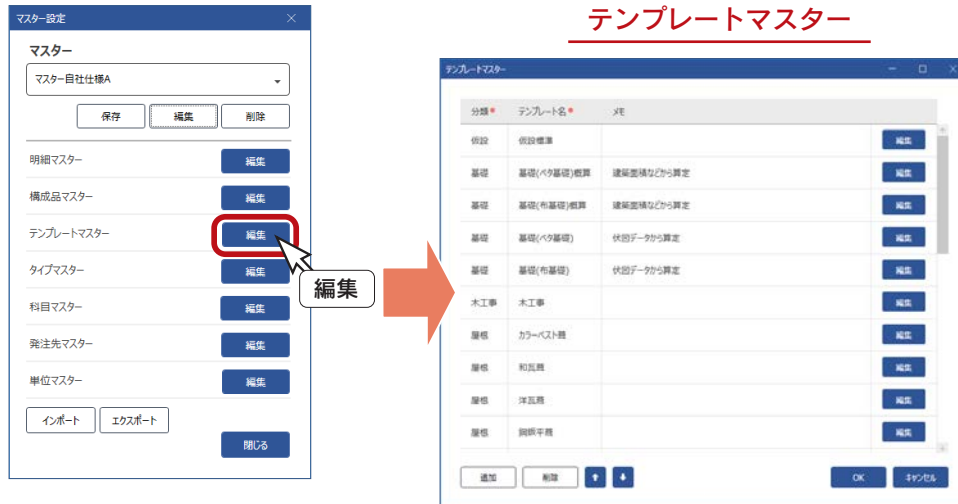 テンプレートマスター
マスター設定
マスター
マスター自社仕様A
保存 編集 削除
明細マスター 編集
構成品マスター 編集
テンプレートマスター 編集
タイプマスター 編集
科目マスター 編集
発注先マスター 編集
単位マスター 編集
インポート エクスポート
閉じる
編集
テンプレートマスター
分類* テンプレート名* メモ
仮設 仮設標準 編集
基礎 基礎(ベタ基礎)概算 建築面積などから算定 編集
基礎 基礎(布基礎)概算 建築面積などから算定 編集
基礎 基礎(ベタ基礎) 伏図データから算定 編集
基礎 基礎(布基礎) 伏図データから算定 編集
木工事 木工事 編集
屋根 カラーベスト葺 編集
屋根 和瓦葺 編集
屋根 洋瓦葺 編集
屋根 鋼板平葺 編集
追加 削除 OK キャンセル